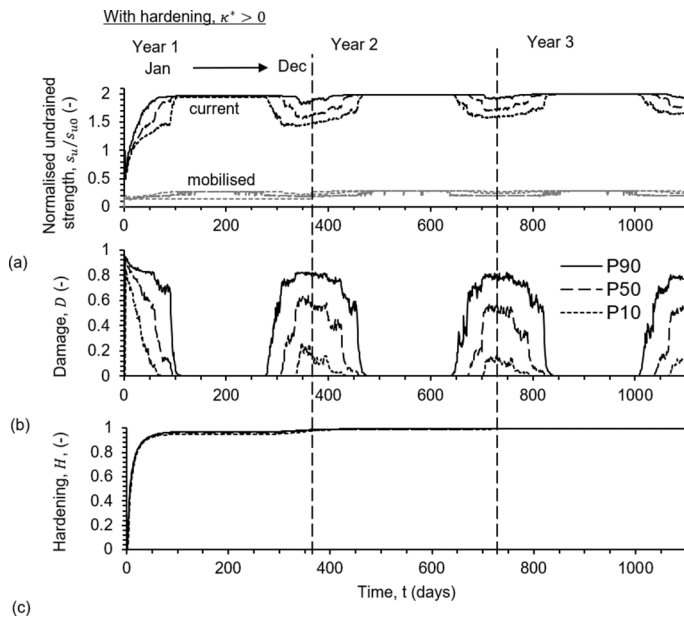 With hardening, κ* > 0
Year 1
Year 2
Year 3
Jan
Dec
Normalised undrained
strength, s_u/s_u0 (-)
2
1.5
1
0.5
0
current
mobilised
0 200 400 600 800 1000
(a)
Damage, D (-)
1
0.8
0.6
0.4
0.2
0
P90
P50
P10
0 200 400 600 800 1000
(b)
Hardening, H, (-)
1
0.8
0.6
0.4
0.2
0
0 200 400 600 800 1000
Time, t (days)
(c)